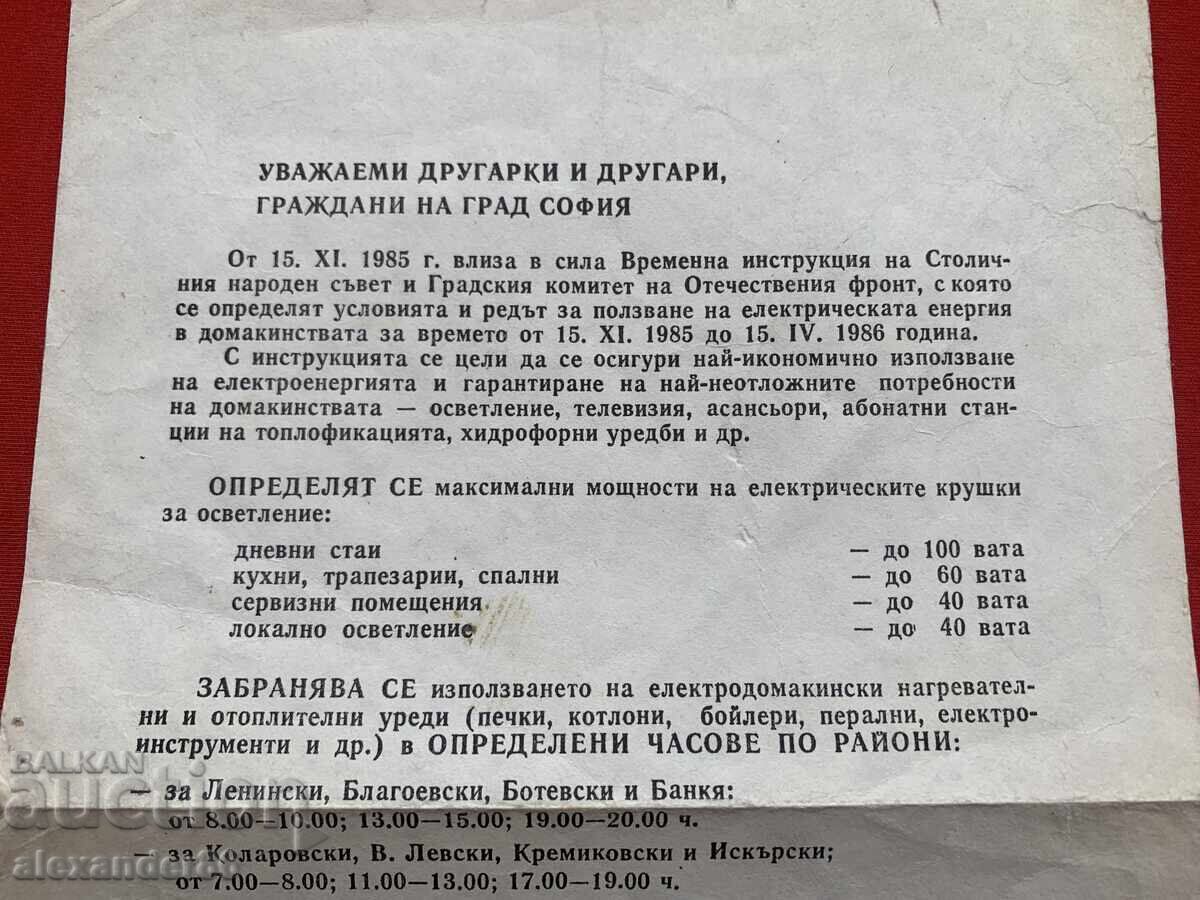 УВАЖАЕМИ ДРУГАРКИ И ДРУГАРИ,
ГРАЖДАНИ НА ГРАД СОФИЯ
От 15. XI. 1985 г. влиза в сила Временна инструкция на Столич-
ния народен съвет и Градския комитет на Отечествения фронт, с която
се определят условията и редът за ползване на електрическата енергия
в домакинствата за времето от 15. XI. 1985 до 15. IV. 1986 година.
С инструкцията се цели да се осигури най-икономично използване
на електроенергията и гарантиране на най-неотложните потребности
на домакинствата — осветление, телевизия, асансьори, абонатни стан-
ции на топлофикацията, хидрофорни уредби и др.
ОПРЕДЕЛЯТ СЕ максимални мощности на електрическите крушки
за осветление:
дневни стаи — до 100 вата
кухни, трапезарии, спални — до 60 вата
сервизни помещения — до 40 вата
локално осветление — до 40 вата
ЗАБРАНЯВА СЕ използването на електродомакински нагревател-
ни и отоплителни уреди (печки, котлони, бойлери, перални, електро-
инструменти и др.) в ОПРЕДЕЛЕНИ ЧАСОВЕ ПО РАЙОНИ:
— за Ленински, Благоевски, Ботевски и Банкя:
от 8.00—10.00; 13.00—15.00; 19.00—20.00 ч.
— за Коларовски, В. Левски, Кремиковски и Искърски;
от 7.00—8.00; 11.00—13.00; 17.00—19.00 ч.
BALKAN
auction